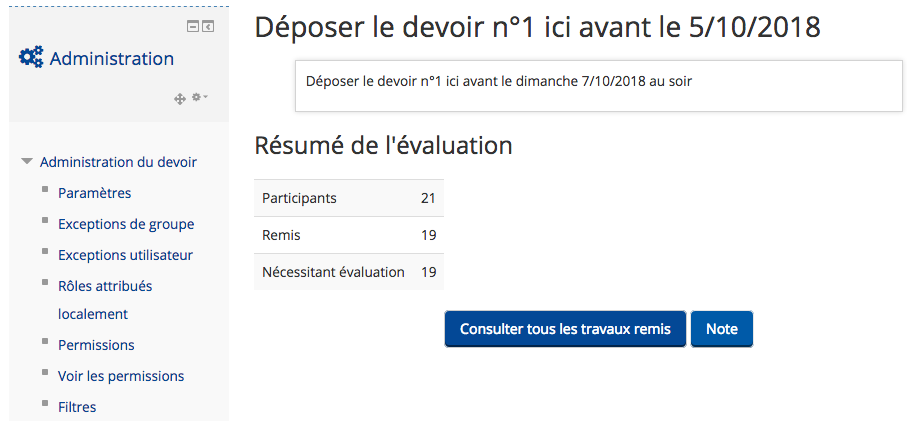 Administration
Administration du devoir
Paramètres
Exceptions de groupe
Exceptions utilisateur
Rôles attribués
localement
Permissions
Voir les permissions
Filtres
Déposer le devoir n°1 ici avant le 5/10/2018
Déposer le devoir n°1 ici avant le dimanche 7/10/2018 au soir
Résumé de l'évaluation
Participants 21
Remis 19
Nécessitant évaluation 19
Consulter tous les travaux remis Note